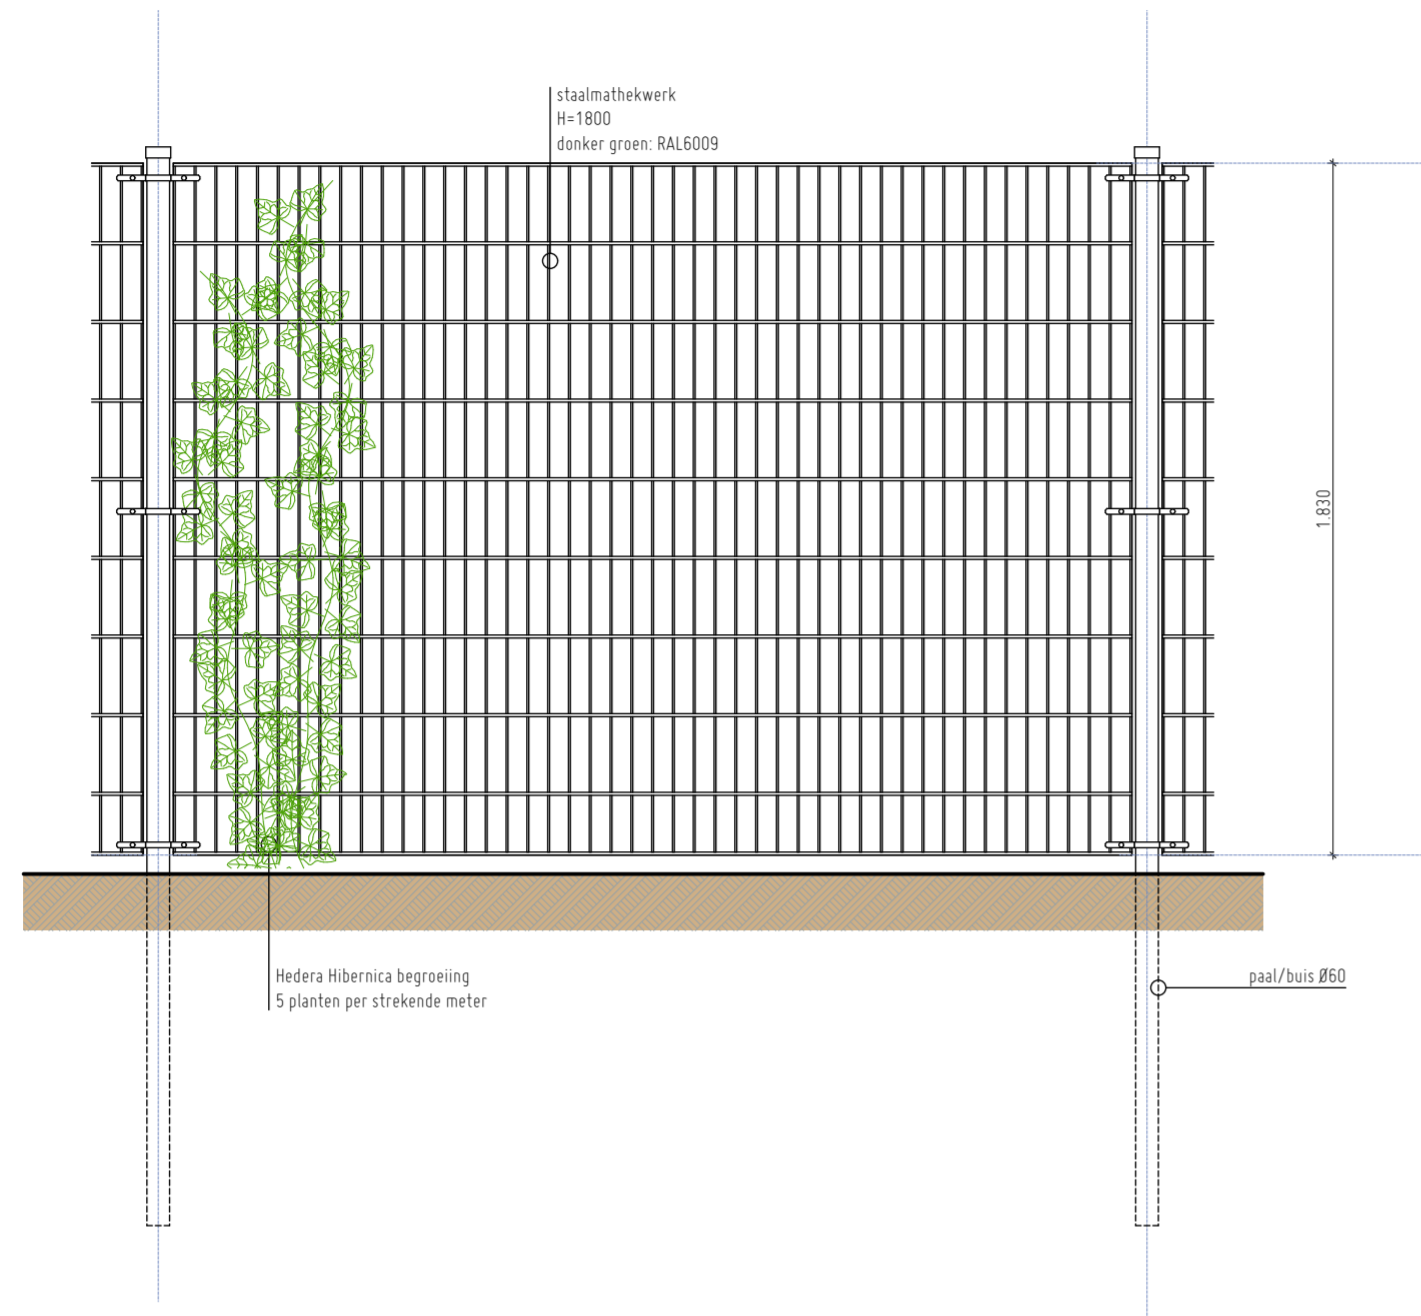 staalmathekwerk
H=1800
donker groen: RAL6009
1.830
Hedera Hibernica begroeiing
5 planten per strekende meter
paal/buis Ø60